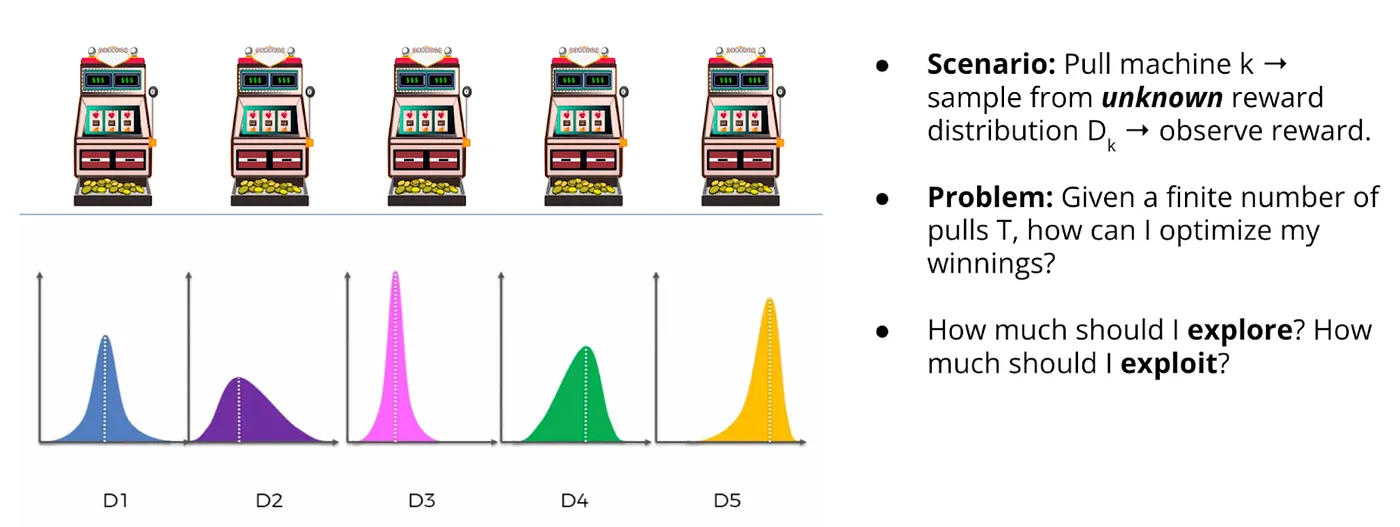 $$$ $$$ $$$ $$$ $$$ $$$ $$$ $$$ $$$ $$$
● Scenario: Pull machine k →
sample from unknown reward
distribution Dk → observe reward.
● Problem: Given a finite number of
pulls T, how can I optimize my
winnings?
● How much should I explore? How
much should I exploit?
D1 D2 D3 D4 D5